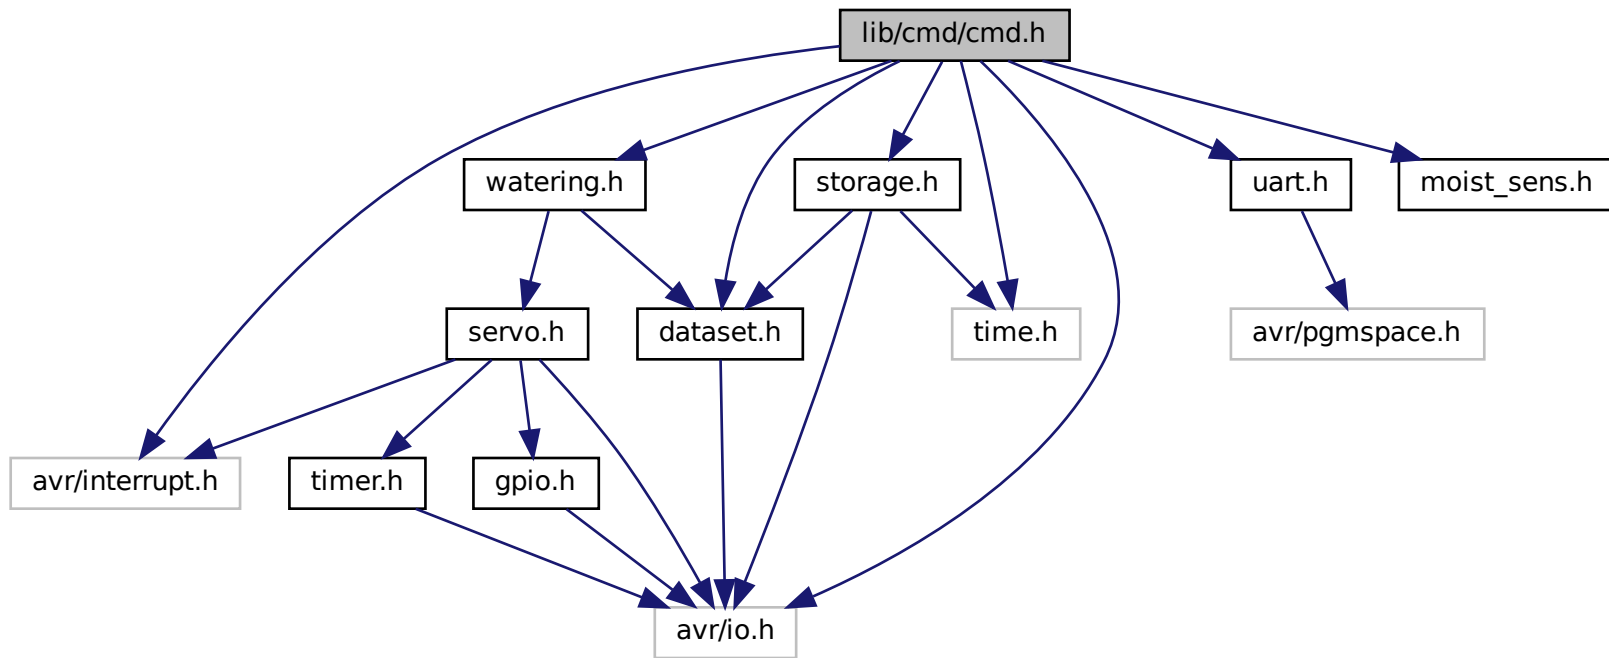 lib/cmd/cmd.h
watering.h
storage.h
uart.h
moist_sens.h
servo.h
dataset.h
time.h
avr/pgmspace.h
avr/interrupt.h
timer.h
gpio.h
avr/io.h